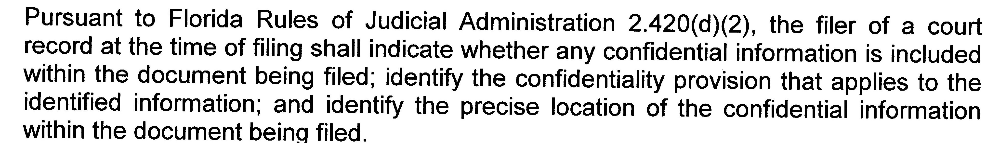 Pursuant to Florida Rules of Judicial Administration 2.420(d)(2), the filer of a court
record at the time of filing shall indicate whether any confidential information is included
within the document being filed; identify the confidentiality provision that applies to the
identified information; and identify the precise location of the confidential information
within the document being filed.